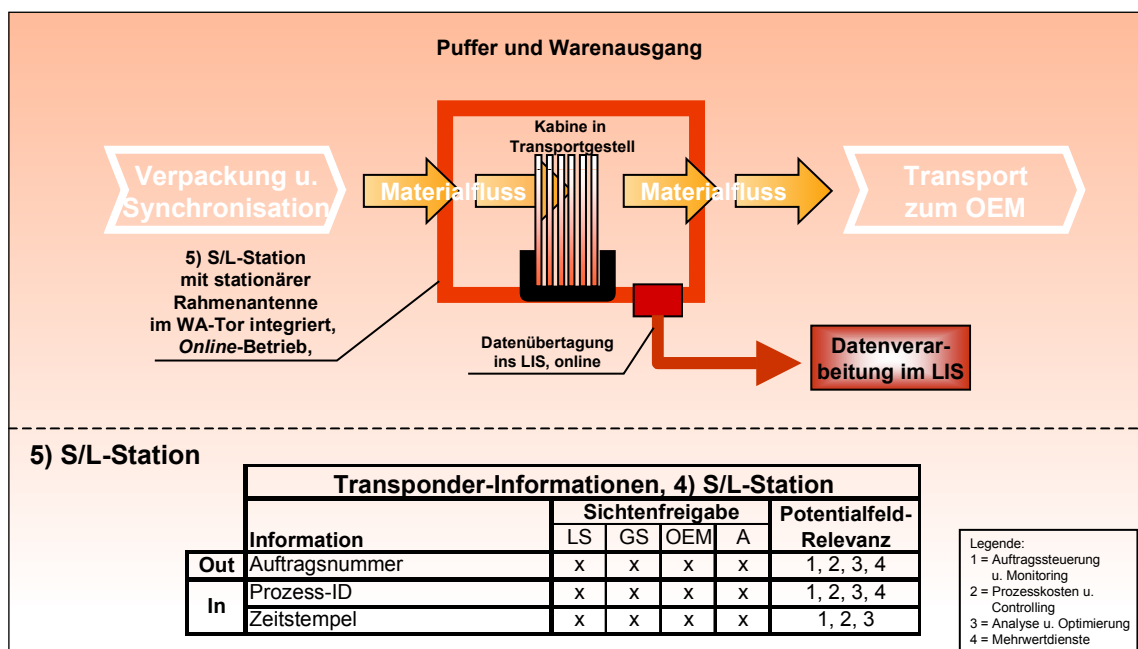 Puffer und Warenausgang
Verpackung u.
Synchronisation
Materialfluss
Kabine in
Transportgestell
Materialfluss
Transport
zum OEM
5) S/L-Station
mit stationärer
Rahmenantenne
im WA-Tor integriert,
Online-Betrieb,
Datenübertagung
ins LIS, online
Datenverar-
beitung im LIS
5) S/L-Station
Transponder-Informationen, 4) S/L-Station
Information Sichtenfreigabe Potentialfeld-
LS GS OEM A Relevanz
Out Auftragsnummer x x x x 1, 2, 3, 4
In Prozess-ID x x x x 1, 2, 3, 4
Zeitstempel x x x x 1, 2, 3
Legende:
1 = Auftragssteuerung
u. Monitoring
2 = Prozesskosten u.
Controlling
3 = Analyse u. Optimierung
4 = Mehrwertdienste